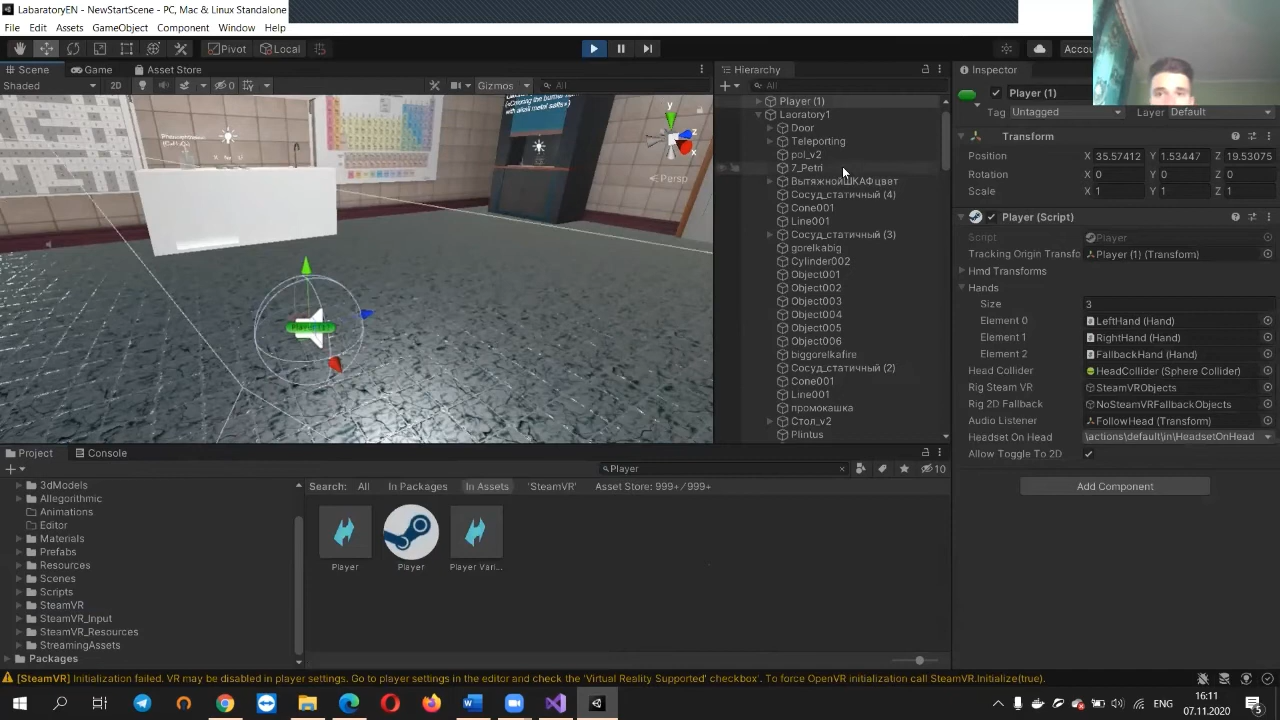 LabaratoryEN - NewStartScene - PC, Mac & Linux Standalone
File Edit Assets GameObject Component Window Help
Pivot Local Accou
Scene Game Asset Store
Shaded 2D 0 Gizmos All
y
z
x
Persp
Player (1)
Hierarchy
All
Player (1)
Laoratory1
Door
Teleporting
pol_v2
7_Petri
ВытяжнойШКАФцвет
Сосуд_статичный (4)
Cone001
Line001
Сосуд_статичный (3)
gorelkabig
Cylinder002
Object001
Object002
Object003
Object004
Object005
Object006
biggorelkafire
Сосуд_статичный (2)
Cone001
Line001
промокашка
Стол_v2
Plintus
Inspector
Player (1)
Tag Untagged Layer Default
Transform
Position X 35.57412 Y 1.53447 Z 19.53075
Rotation X 0 Y 0 Z 0
Scale X 1 Y 1 Z 1
Player (Script)
Script Player
Tracking Origin Transfo Player (1) (Transform)
Hmd Transforms
Hands
Size 3
Element 0 LeftHand (Hand)
Element 1 RightHand (Hand)
Element 2 FallbackHand (Hand)
Head Collider HeadCollider (Sphere Collider)
Rig Steam VR SteamVRObjects
Rig 2D Fallback NoSteamVRFallbackObjects
Audio Listener FollowHead (Transform)
Headset On Head \actions\default\in\HeadsetOnHead
Allow Toggle To 2D
Add Component
Project Console
Player 10
3dModels
Allegorithmic
Animations
Editor
Materials
Prefabs
Resources
Scenes
Scripts
SteamVR
SteamVR_Input
SteamVR_Resources
StreamingAssets
Packages
Search: All In Packages In Assets 'SteamVR' Asset Store: 999+/999+
Player Player Player Vari...
[SteamVR] Initialization failed. VR may be disabled in player settings. Go to player settings in the editor and check the 'Virtual Reality Supported' checkbox'. To force OpenVR initialization call SteamVR.Initialize(true).
ENG 16:11
07.11.2020 5